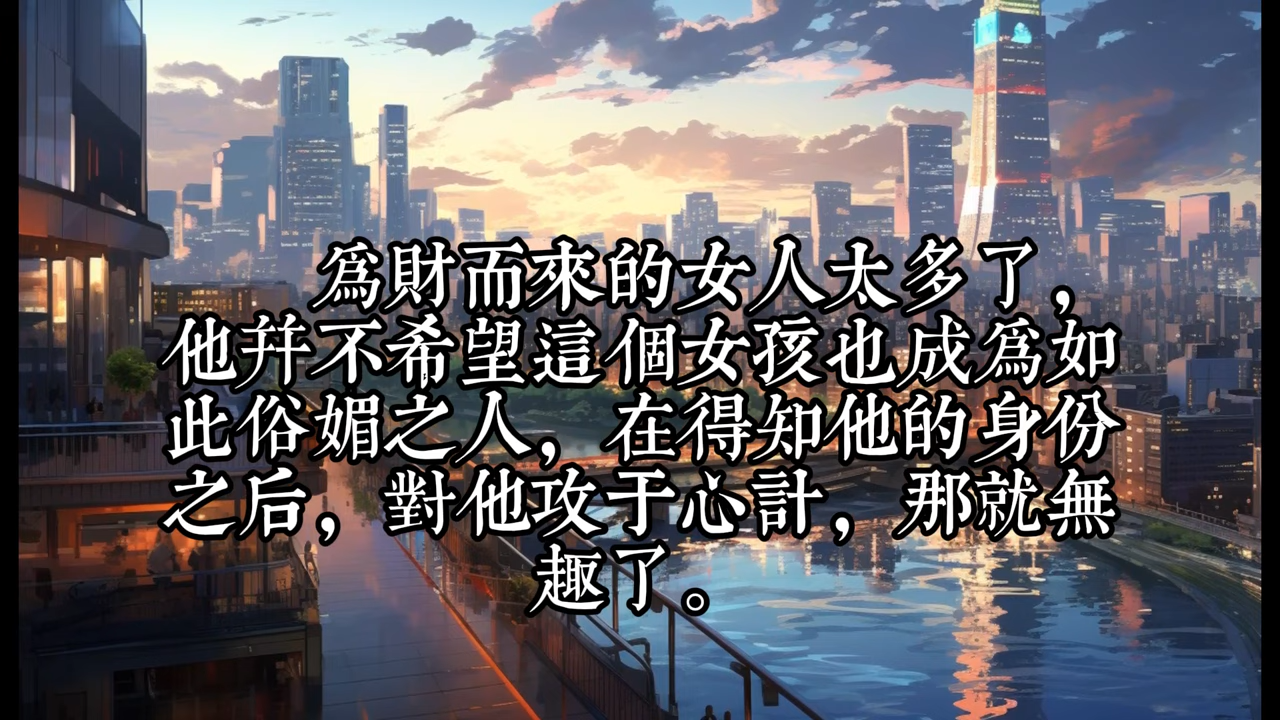 爲財而來的女人太多了，
他幷不希望這個女孩也成爲如
此俗媚之人，在得知他的身份
之后，對他攻于心計，那就無
趣了。